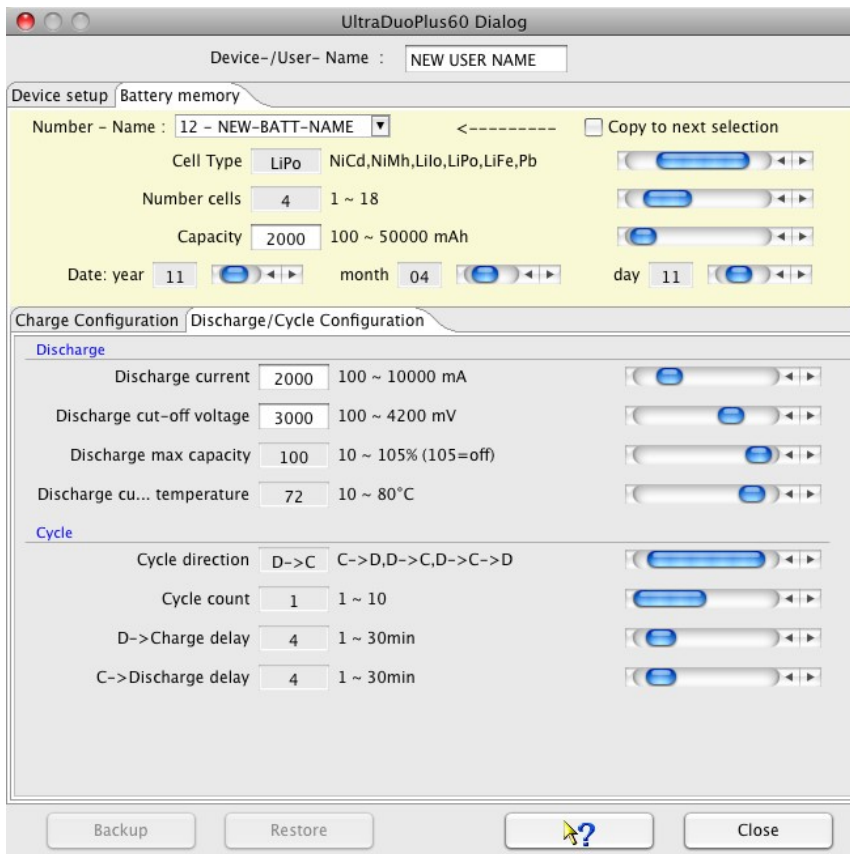 UltraDuoPlus60 Dialog
Device-/User- Name : NEW USER NAME
Device setup Battery memory
Number - Name : 12 - NEW-BATT-NAME <--------- Copy to next selection
Cell Type LiPo NiCd,NiMh,LiIo,LiPo,LiFe,Pb
Number cells 4 1 ~ 18
Capacity 2000 100 ~ 50000 mAh
Date: year 11 month 04 day 11
Charge Configuration Discharge/Cycle Configuration
Discharge
Discharge current 2000 100 ~ 10000 mA
Discharge cut-off voltage 3000 100 ~ 4200 mV
Discharge max capacity 100 10 ~ 105% (105=off)
Discharge cu... temperature 72 10 ~ 80°C
Cycle
Cycle direction D->C C->D,D->C,D->C->D
Cycle count 1 1 ~ 10
D->Charge delay 4 1 ~ 30min
C->Discharge delay 4 1 ~ 30min
Backup Restore ? Close